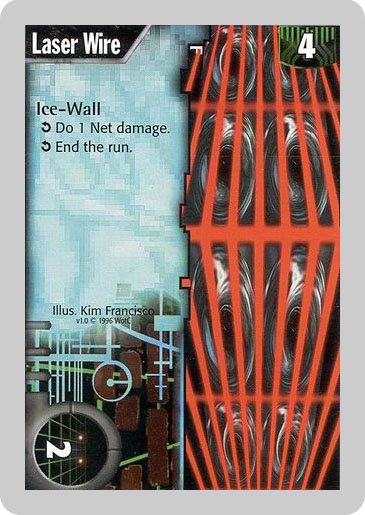 Laser Wire
4
Ice-Wall
Do 1 Net damage.
End the run.
Illus. Kim Francisco
v1.0 © 1996 WotC
2